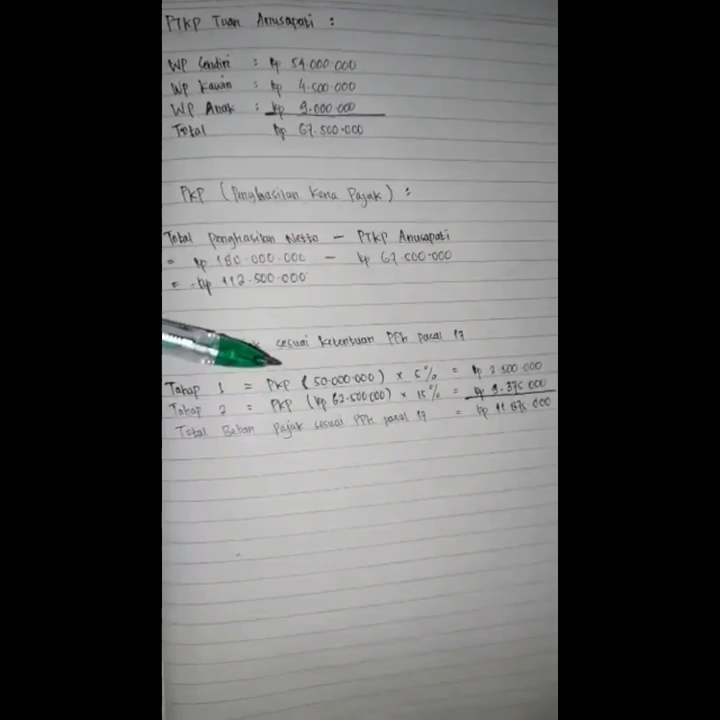 PTKP Tuan Anusapati :
WP Sendiri : Rp 54.000.000
WP Kawin : Rp 4.500.000
WP Anak : Rp 9.000.000
Total Rp 67.500.000
PKP (Penghasilan Kena Pajak) :
Total Penghasilan Netto - PTKP Anusapati
= Rp 180.000.000 - Rp 67.500.000
= Rp 112.500.000
sesuai ketentuan PPh pasal 17
Tahap 1 = PKP (50.000.000) x 5% = Rp 2.500.000
Tahap 2 = PKP (Rp 62.500.000) x 15% = Rp 9.375.000
Total Beban Pajak sesuai PPh pasal 17 = Rp 11.875.000